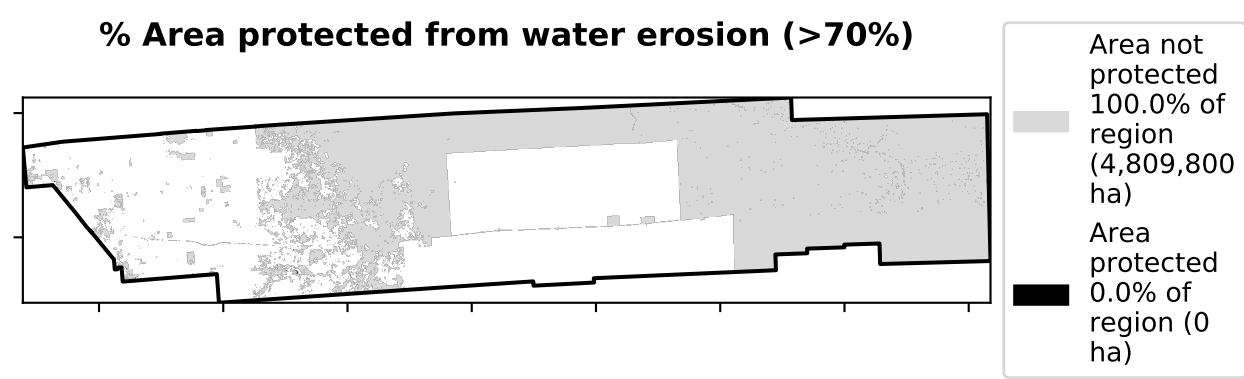 % Area protected from water erosion (>70%)
Area not
protected
100.0% of
region
(4,809,800
ha)
Area
protected
0.0% of
region (0
ha)